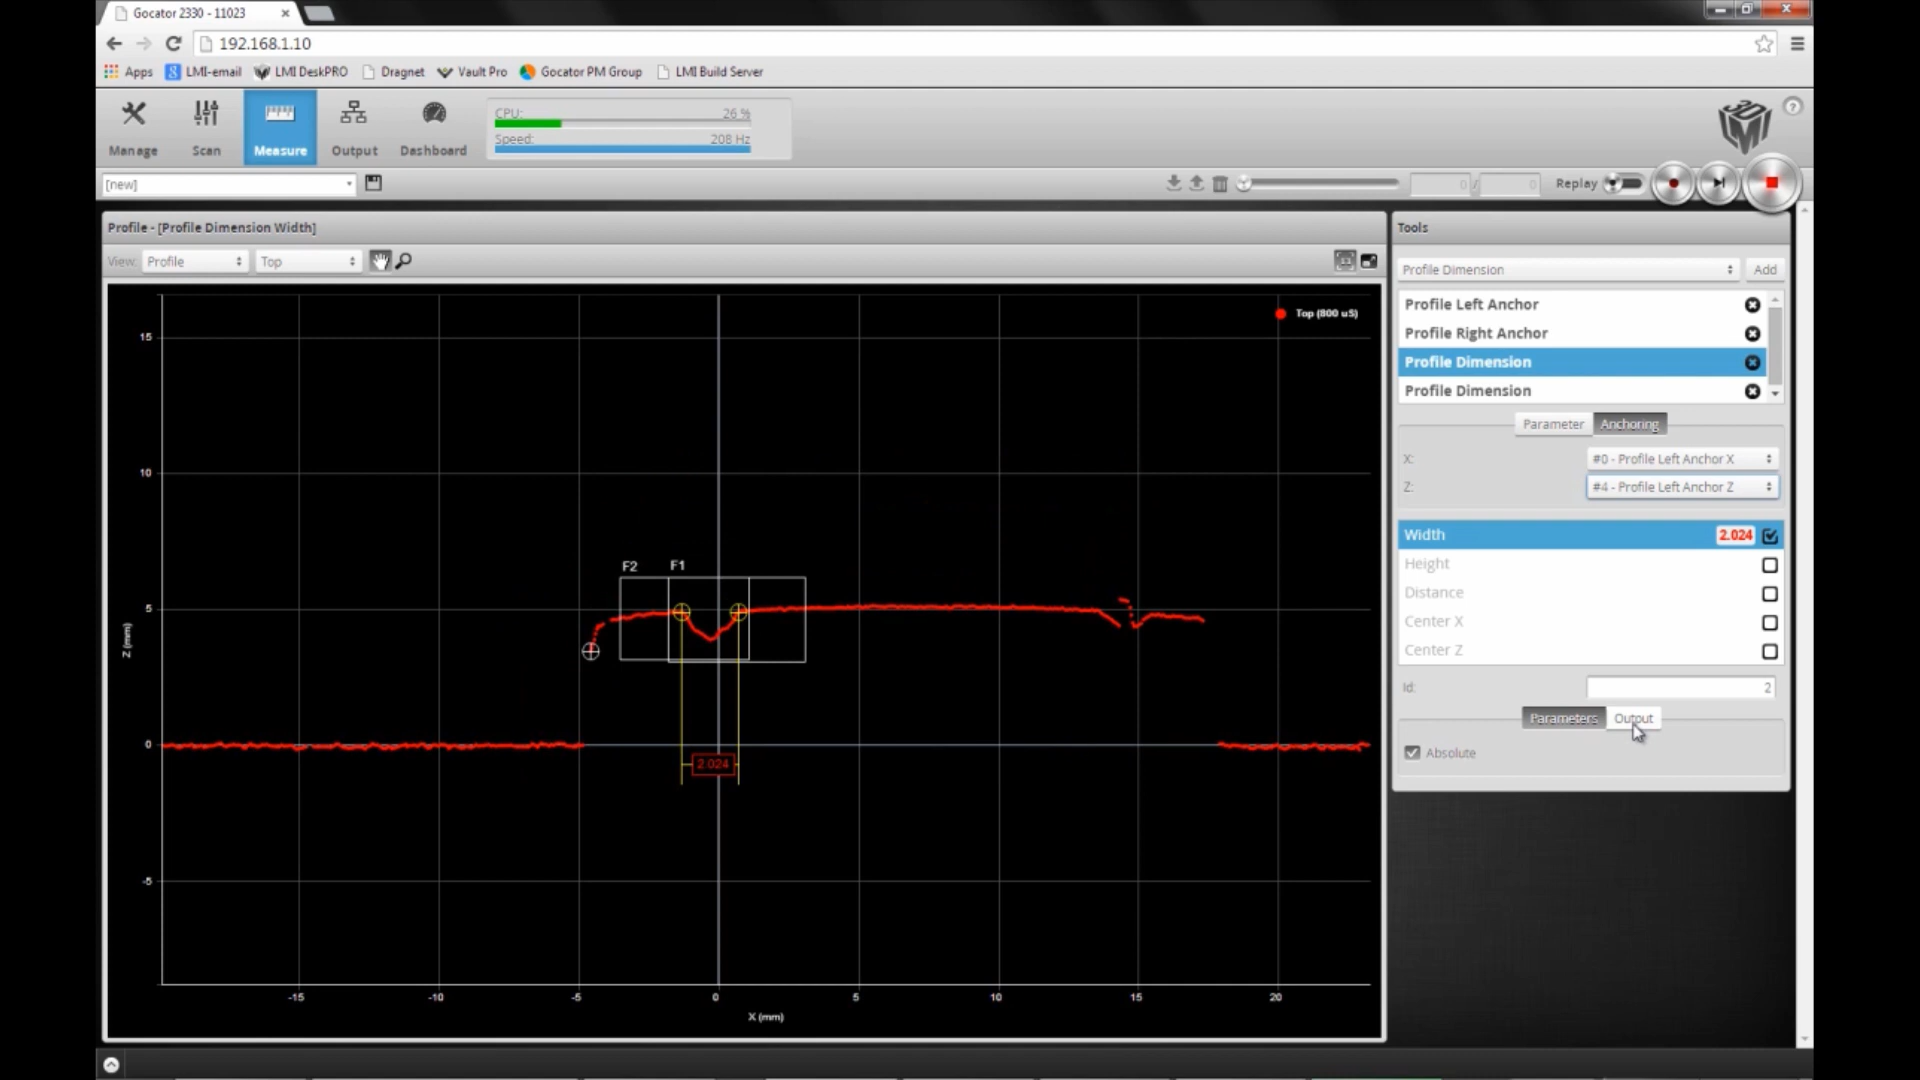 Gocator 2330 - 11023
192.168.1.10
Apps LMI-email LMI DeskPRO Dragnet Vault Pro Gocator PM Group LMI Build Server
Manage Scan Measure Output Dashboard
CPU: 26 %
Speed: 208 Hz
3D
LMI
?
[new]
0 / 0
Replay
Profile - [Profile Dimension Width]
View: Profile Top
Top (800 uS)
15
10
5
0
-5
Z (mm)
F2 F1
2.024
-15 -10 -5 0 5 10 15 20
X (mm)
Tools
Profile Dimension Add
Profile Left Anchor
Profile Right Anchor
Profile Dimension
Profile Dimension
Parameter Anchoring
X: #0 - Profile Left Anchor X
Z: #4 - Profile Left Anchor Z
Width 2.024
Height
Distance
Center X
Center Z
Id: 2
Parameters Output
Absolute